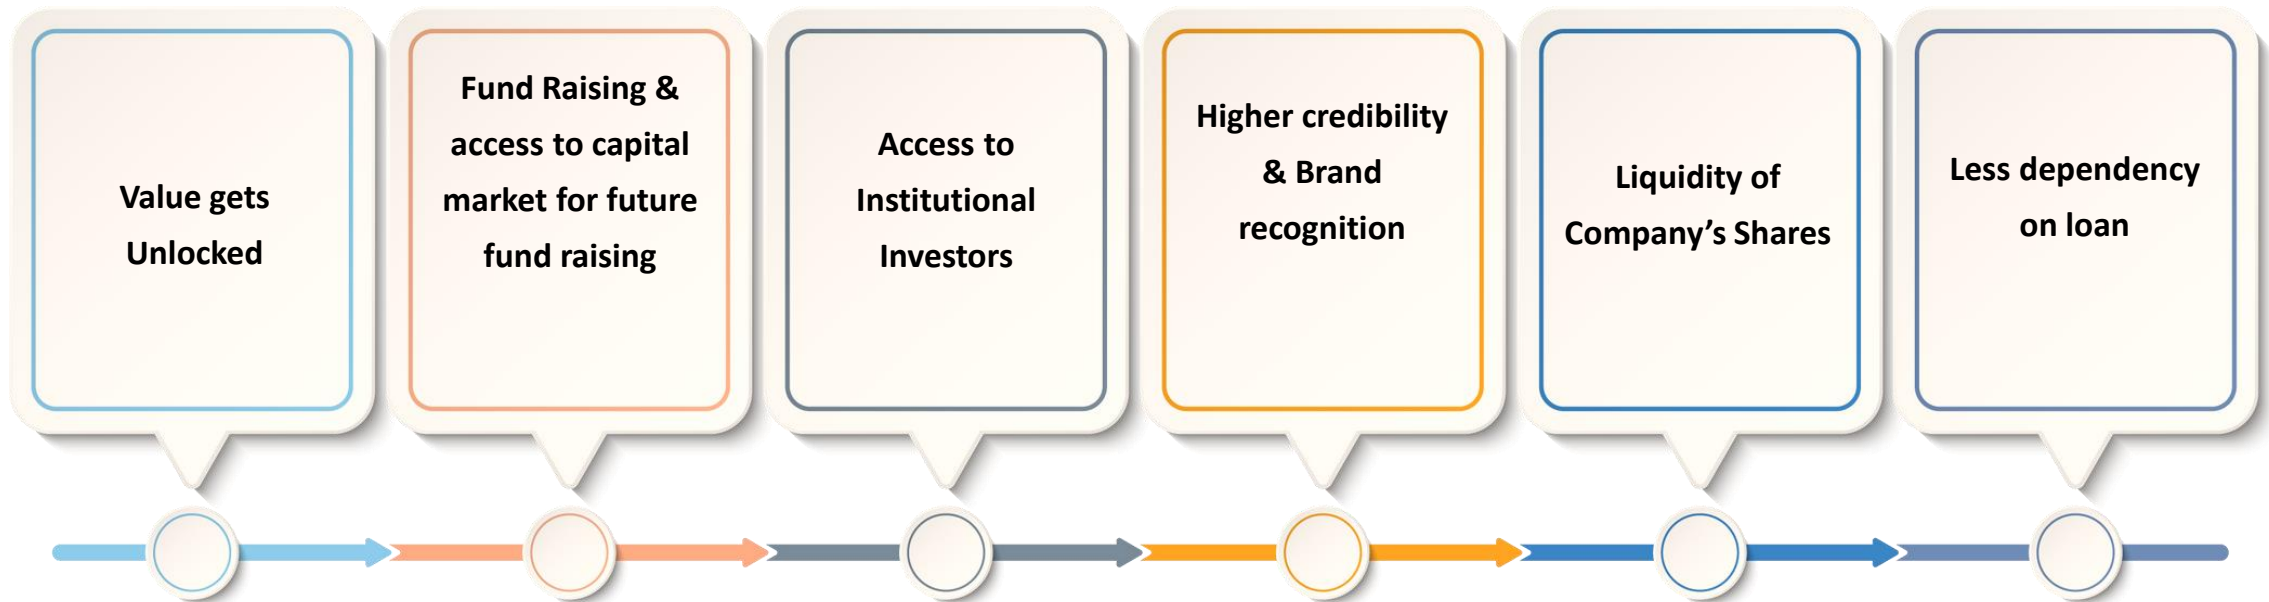 Value gets
Unlocked
Fund Raising &
access to capital
market for future
fund raising
Access to
Institutional
Investors
Higher credibility
& Brand
recognition
Liquidity of
Company’s Shares
Less dependency
on loan